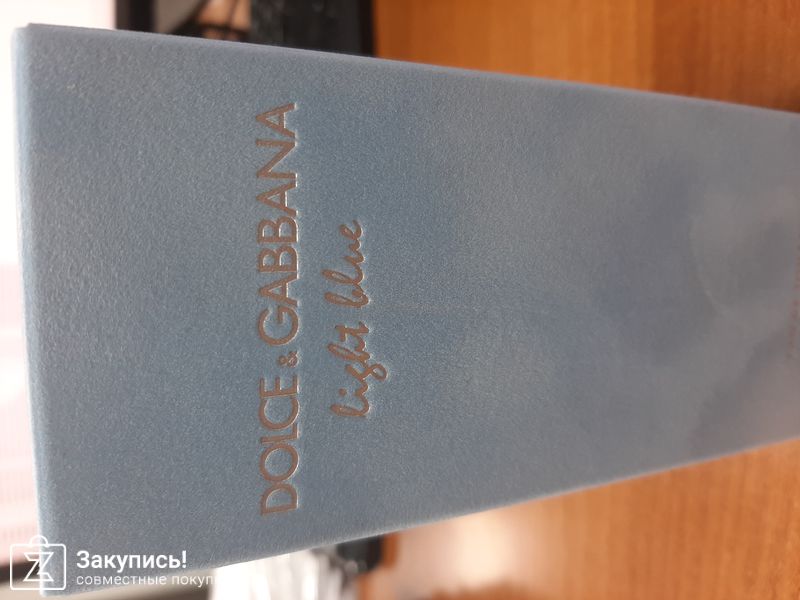 DOLCE & GABBANA
light blue
Закупись!
совместные покуп